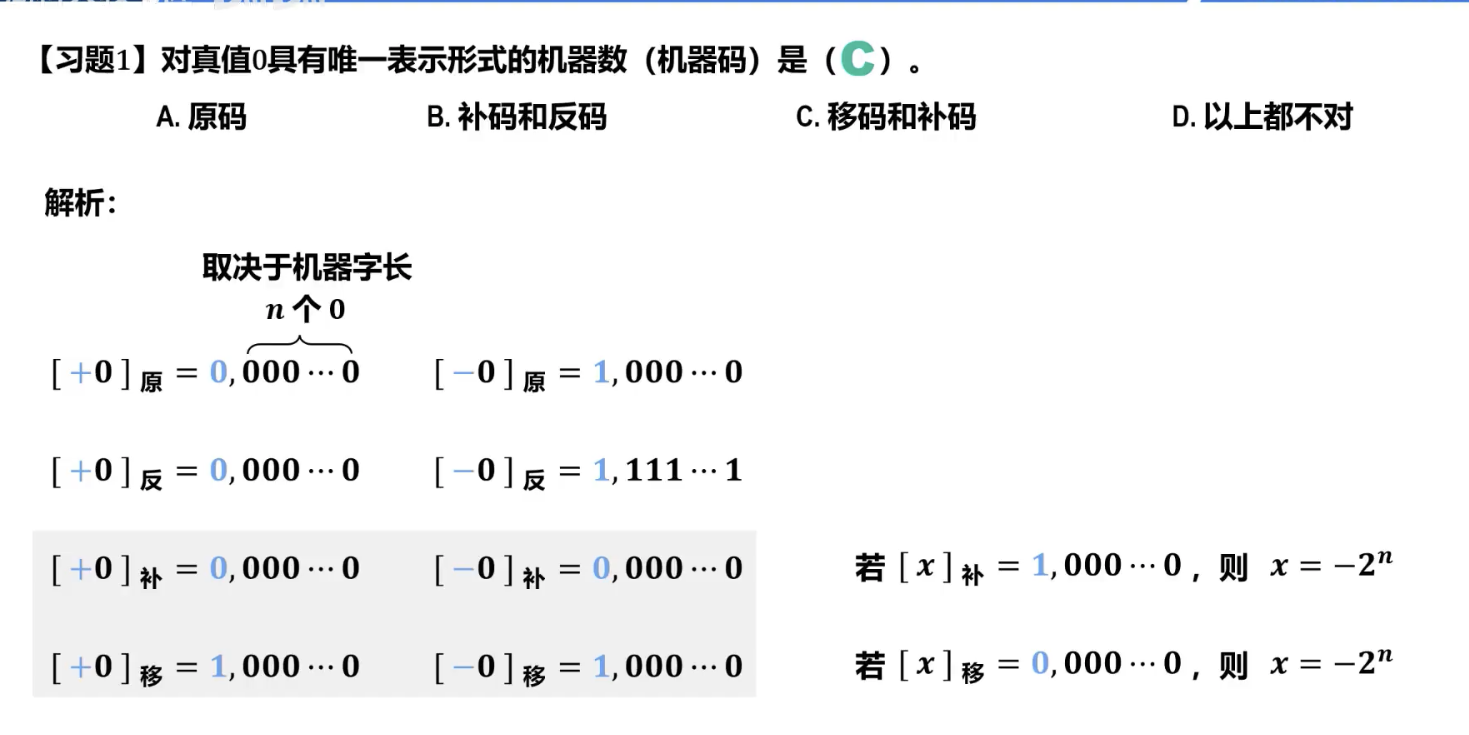 【习题1】对真值0具有唯一表示形式的机器数（机器码）是（C）。
A. 原码 B. 补码和反码 C. 移码和补码 D. 以上都不对
解析：
取决于机器字长
n 个 0
[+0]原 = 0,000⋯0 [−0]原 = 1,000⋯0
[+0]反 = 0,000⋯0 [−0]反 = 1,111⋯1
[+0]补 = 0,000⋯0 [−0]补 = 0,000⋯0 若 [x]补 = 1,000⋯0，则 x = −2ⁿ
[+0]移 = 1,000⋯0 [−0]移 = 1,000⋯0 若 [x]移 = 0,000⋯0，则 x = −2ⁿ